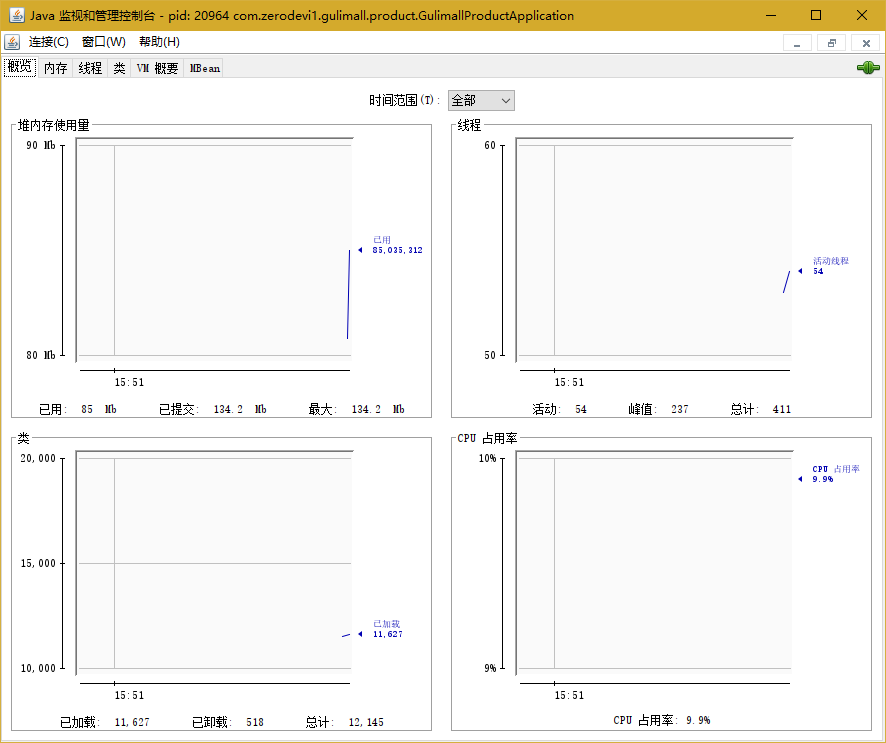 Java 监视和管理控制台 - pid: 20964 com.zerodevi1.gulimall.product.GulimallProductApplication
连接(C) 窗口(W) 帮助(H)
概览 内存 线程 类 VM 概要 MBean
时间范围(T): 全部
堆内存使用量
90 Mb
已用
85,035,312
80 Mb
15:51
已用: 85 Mb 已提交: 134.2 Mb 最大: 134.2 Mb
线程
60
活动线程
54
50
15:51
活动: 54 峰值: 237 总计: 411
类
20,000
15,000
已加载
11,627
10,000
15:51
已加载: 11,627 已卸载: 518 总计: 12,145
CPU 占用率
10%
CPU 占用率
9.9%
9%
15:51
CPU 占用率: 9.9%